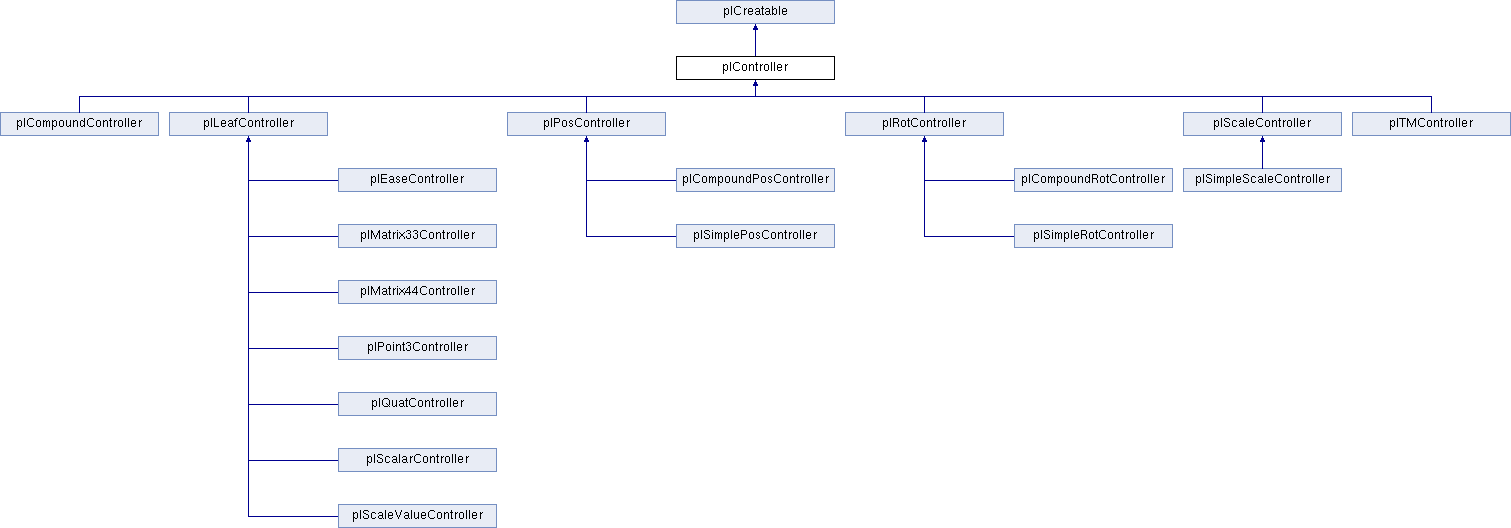 plCreatable
plController
plCompoundController
plLeafController
plPosController
plRotController
plScaleController
plTMController
plEaseController
plCompoundPosController
plCompoundRotController
plSimpleScaleController
plMatrix33Controller
plSimplePosController
plSimpleRotController
plMatrix44Controller
plPoint3Controller
plQuatController
plScalarController
plScaleValueController